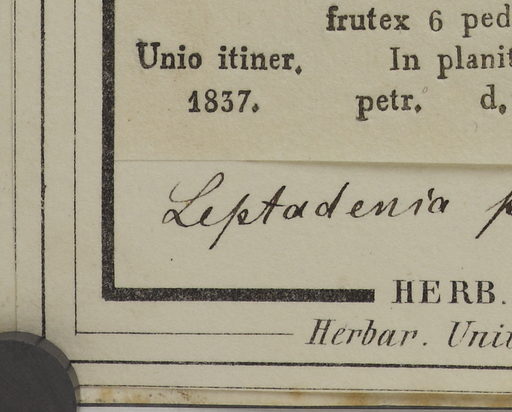 frutex 6 ped
Unio itiner. In planit
1837. petr. d.
Leptadenia p
HERB.
Herbar. Uni